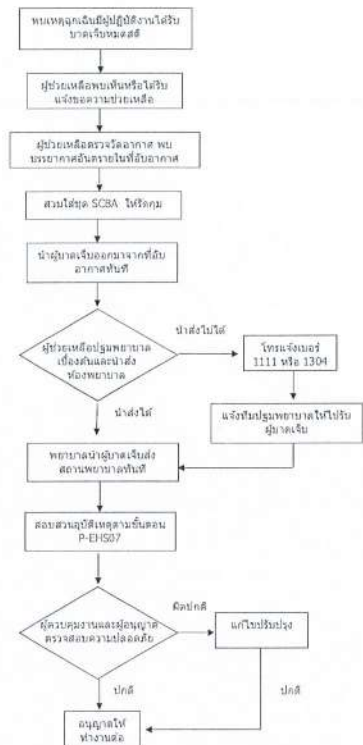 พบเหตุฉุกเฉินมีผู้ปฏิบัติงานได้รับ
บาดเจ็บหมดสติ
ผู้ช่วยเหลือพบเห็นหรือได้รับ
แจ้งขอความช่วยเหลือ
ผู้ช่วยเหลือตรวจวัดอากาศ พบ
บรรยากาศอันตรายในที่อับอากาศ
สวมใส่ชุด SCBA ให้รัดกุม
นำผู้บาดเจ็บออกมาจากที่อับ
อากาศทันที
ผู้ช่วยเหลือปฐมพยาบาล
เบื้องต้นและนำส่ง
ห้องพยาบาล
นำส่งไม่ได้
โทรแจ้งเบอร์
1111 หรือ 1304
แจ้งทีมปฐมพยาบาลให้ไปรับ
ผู้บาดเจ็บ
นำส่งได้
พยาบาลนำผู้บาดเจ็บส่ง
สถานพยาบาลทันที
สอบสวนอุบัติเหตุตามขั้นตอน
P-EHS07
ผู้ควบคุมงานและผู้อนุญาต
ตรวจสอบความปลอดภัย
ผิดปกติ
แก้ไขปรับปรุง
ปกติ
ปกติ
อนุญาตให้
ทำงานต่อ